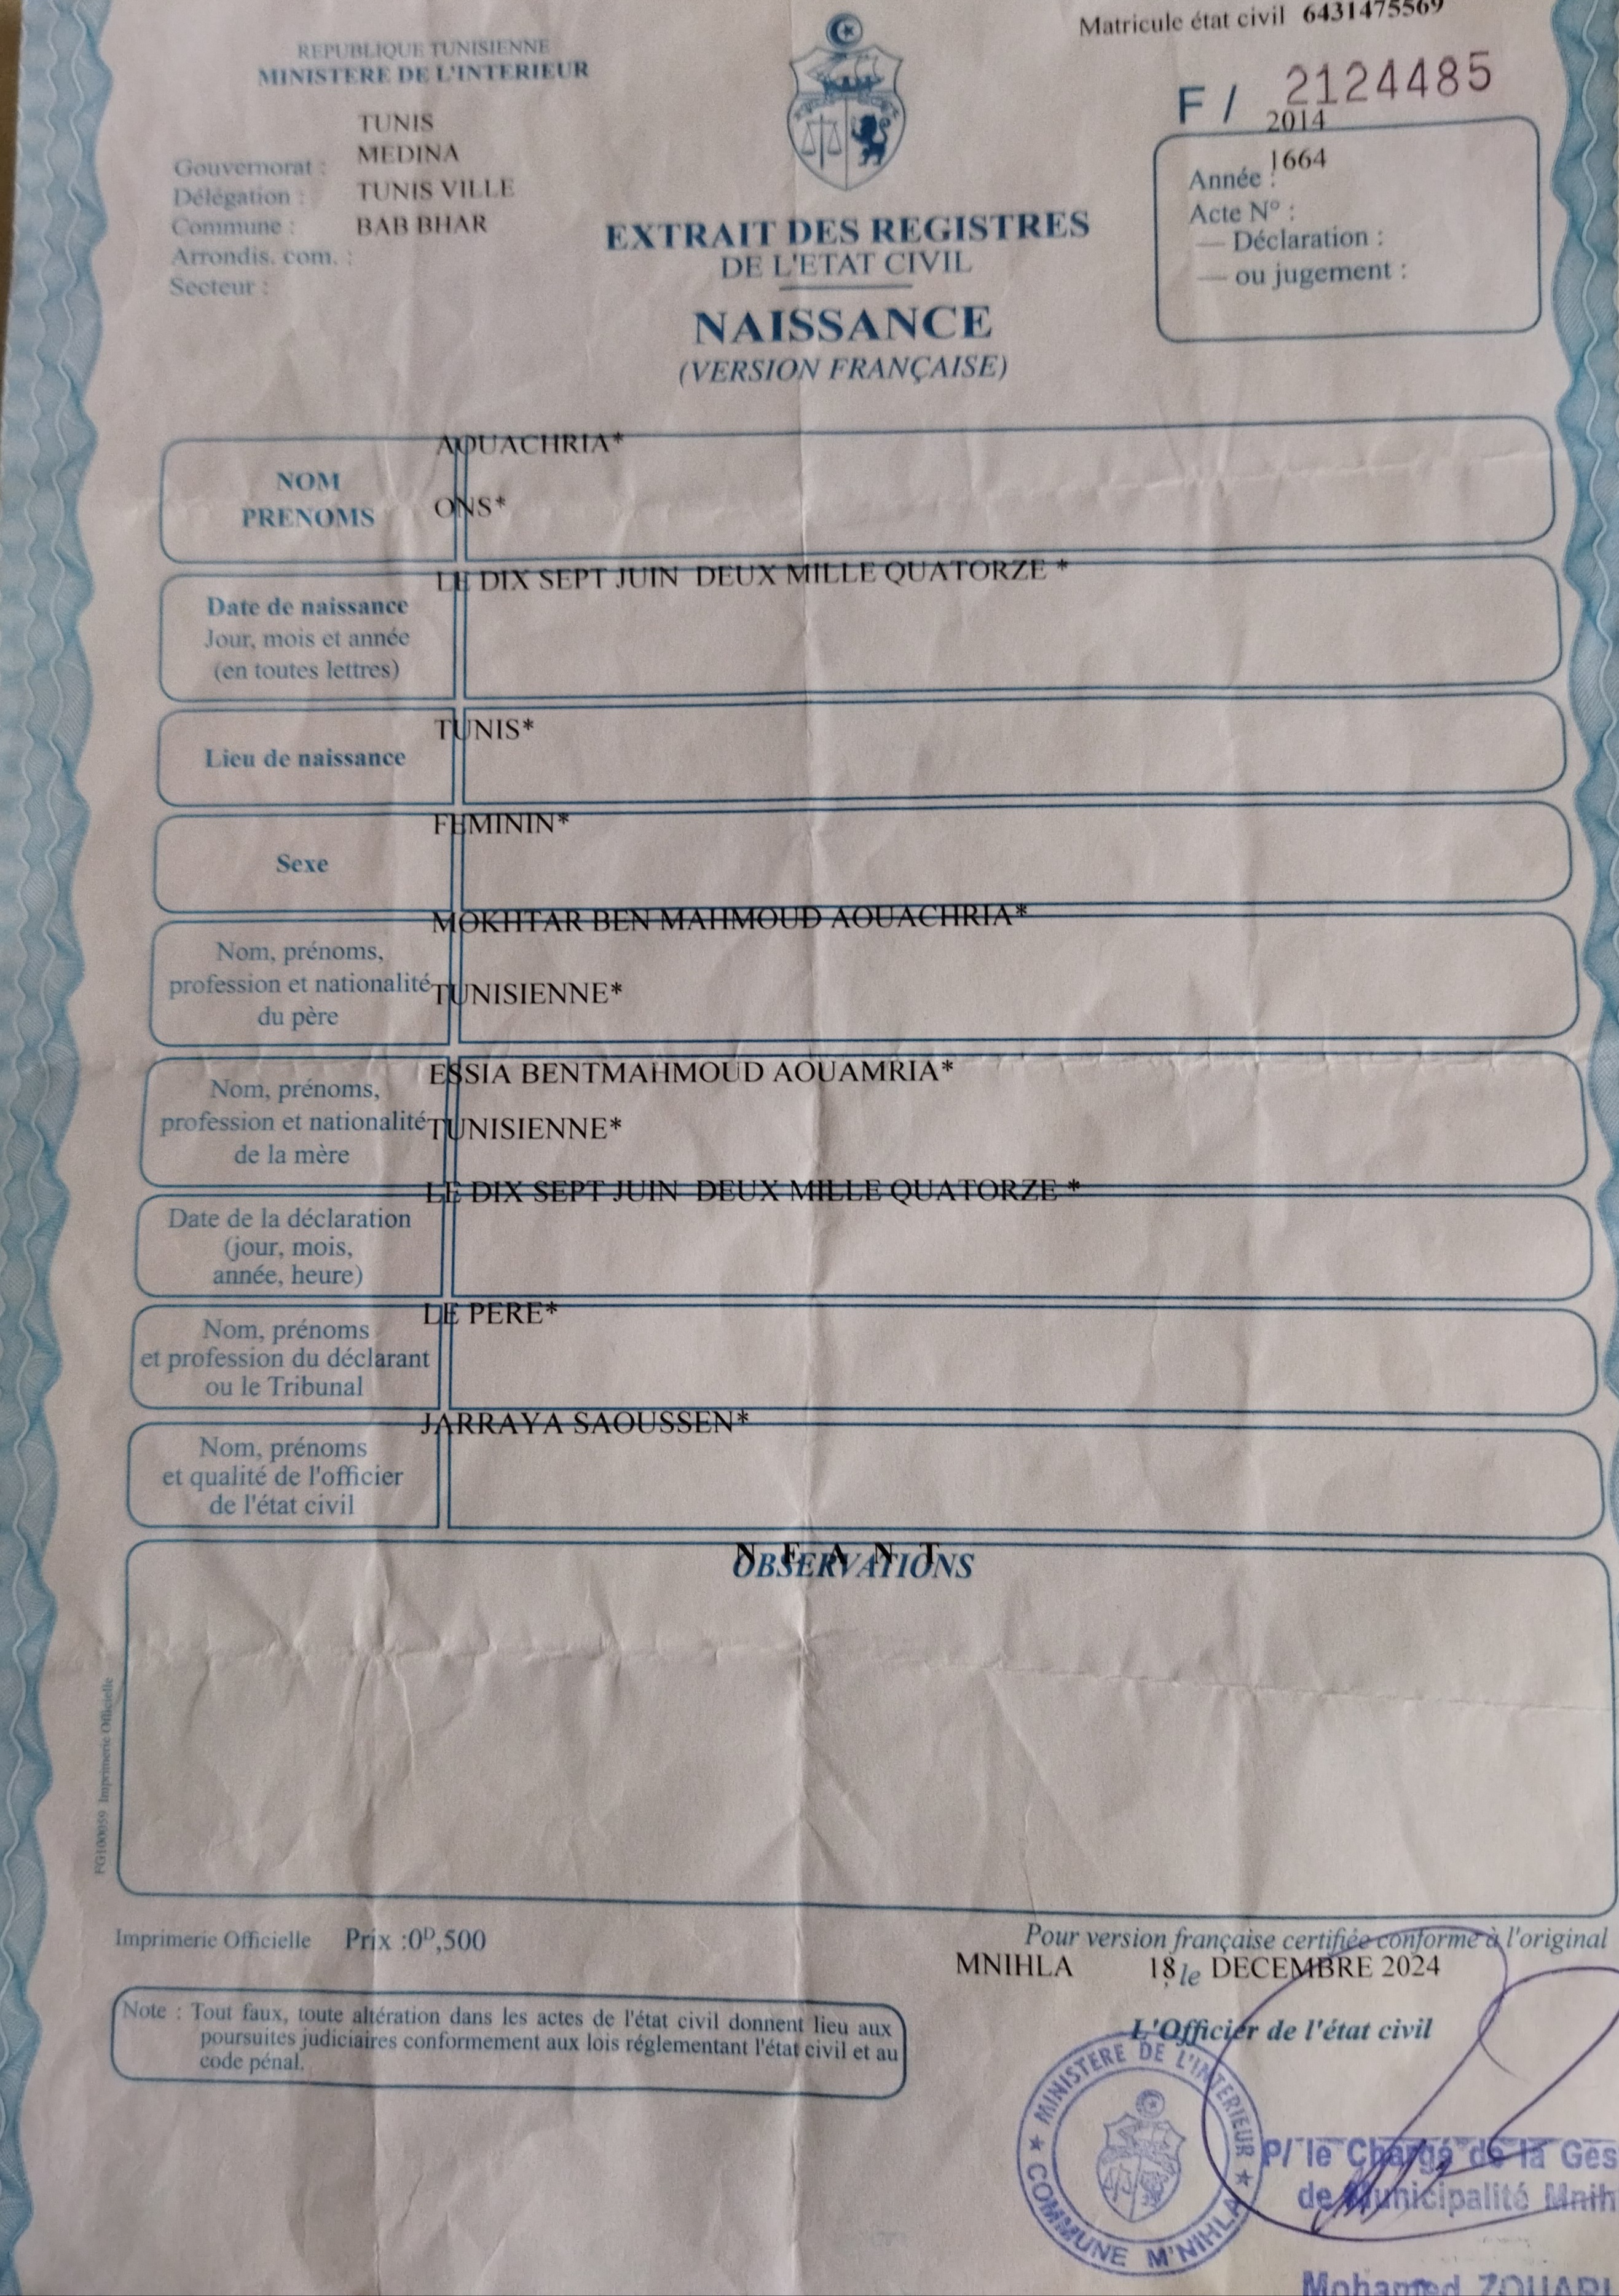 Matricule état civil 6431475569
REPUBLIQUE TUNISIENNE
MINISTERE DE L'INTERIEUR
F / 2124485
TUNIS
MEDINA
TUNIS VILLE
BAB BHAR
Gouvernorat :
Délégation :
Commune :
Arrondis. com. :
Secteur :
2014
1664
Année :
Acte N° :
— Déclaration :
— ou jugement :
EXTRAIT DES REGISTRES
DE L'ETAT CIVIL
NAISSANCE
(VERSION FRANÇAISE)
NOM
PRENOMS
AOUACHRIA*
ONS*
Date de naissance
Jour, mois et année
(en toutes lettres)
LE DIX SEPT JUIN DEUX MILLE QUATORZE *
Lieu de naissance
TUNIS*
Sexe
FEMININ*
Nom, prénoms,
profession et nationalité
du père
MOKHTAR BEN MAHMOUD AOUACHRIA*
TUNISIENNE*
Nom, prénoms,
profession et nationalité
de la mère
ESSIA BENTMAHMOUD AOUAMRIA*
TUNISIENNE*
Date de la déclaration
(jour, mois,
année, heure)
LE DIX SEPT JUIN DEUX MILLE QUATORZE *
Nom, prénoms
et profession du déclarant
ou le Tribunal
LE PERE*
Nom, prénoms
et qualité de l'officier
de l'état civil
JARRAYA SAOUSSEN*
N E A N T
OBSERVATIONS
FG100059 Imprimerie Officielle
Imprimerie Officielle Prix :0ᴰ,500
Pour version française certifiée conforme à l'original
MNIHLA 18 le DECEMBRE 2024
Note : Tout faux, toute altération dans les actes de l'état civil donnent lieu aux
poursuites judiciaires conformement aux lois réglementant l'état civil et au
code pénal.
L'Officier de l'état civil
MINISTERE DE L'INTERIEUR
COMMUNE M'NIHLA
P/ le Chargé de la Ges
de Municipalité Mnih
Mohamed ZOUARI